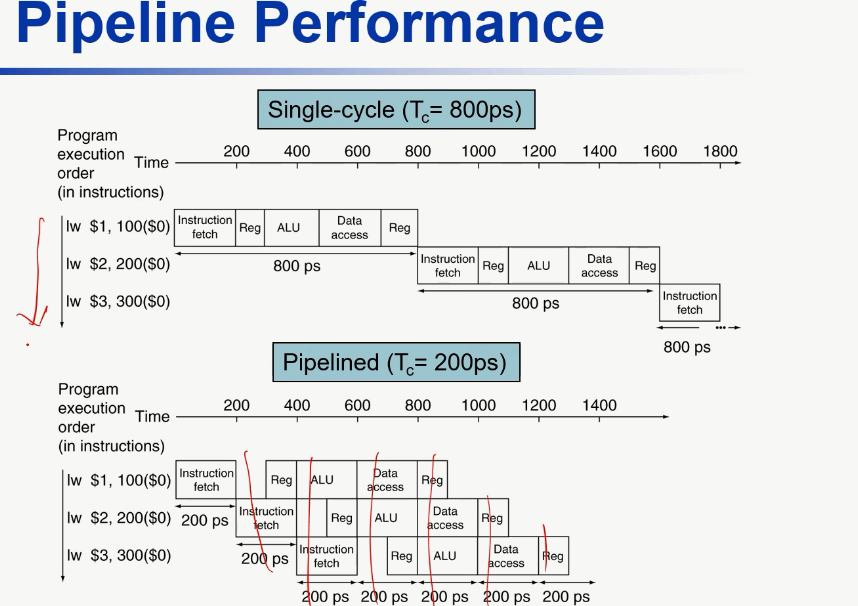 Pipeline Performance
Single-cycle (Tc= 800ps)
Program
execution
order
(in instructions)
Time
200 400 600 800 1000 1200 1400 1600 1800
lw $1, 100($0)
Instruction fetch Reg ALU Data access Reg
800 ps
lw $2, 200($0)
Instruction fetch Reg ALU Data access Reg
800 ps
lw $3, 300($0)
Instruction fetch
800 ps
Pipelined (Tc= 200ps)
Program
execution
order
(in instructions)
Time
200 400 600 800 1000 1200 1400
lw $1, 100($0)
Instruction fetch Reg ALU Data access Reg
200 ps
lw $2, 200($0)
Instruction fetch Reg ALU Data access Reg
200 ps
lw $3, 300($0)
Instruction fetch Reg ALU Data access Reg
200 ps 200 ps 200 ps 200 ps 200 ps